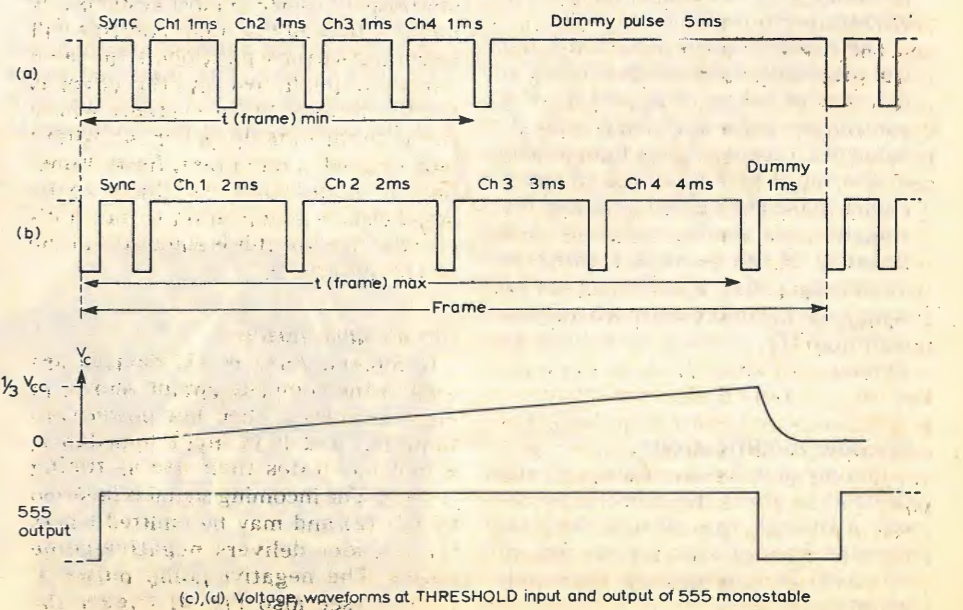 Sync Ch1 1ms Ch2 1ms Ch3 1ms Ch4 1ms Dummy pulse 5ms
(a)
t (frame) min
Sync Ch 1 2ms Ch 2 2ms Ch 3 3ms Ch 4 4ms Dummy 1ms
(b)
t (frame) max
Frame
Vc
1/3 Vcc
0
555
output
(c),(d) Voltage waveforms at THRESHOLD input and output of 555 monostable